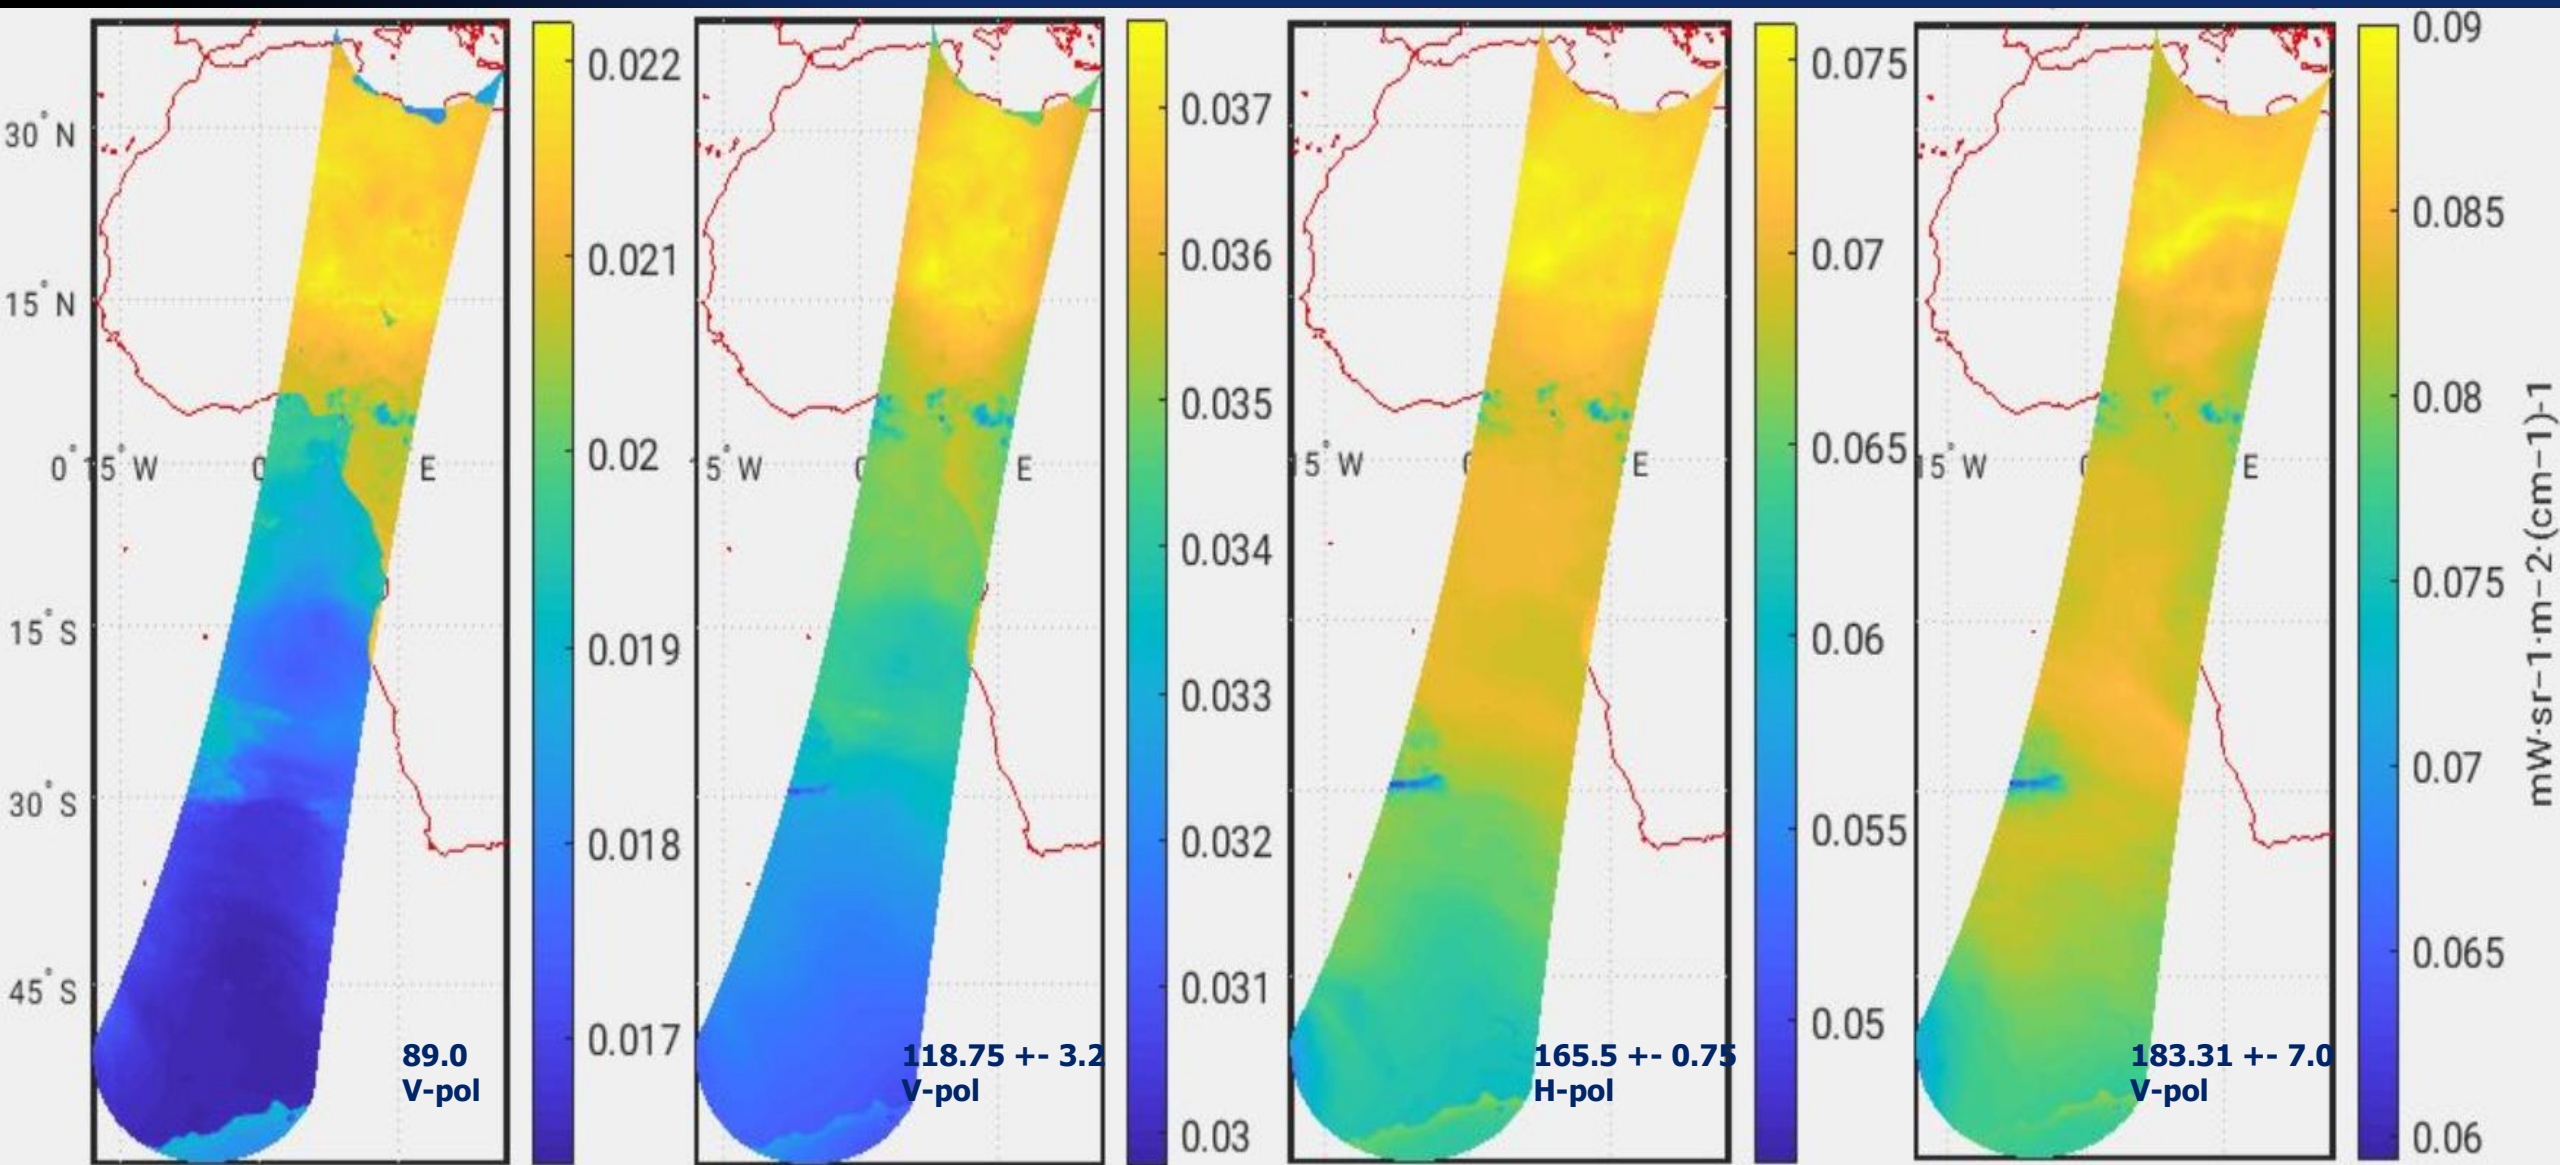 30° N
15° N
0°
15° S
30° S
45° S
15° W
0
E
89.0
V-pol
0.022
0.021
0.02
0.019
0.018
0.017
5° W
0
E
118.75 +- 3.2
V-pol
0.037
0.036
0.035
0.034
0.033
0.032
0.031
0.03
15° W
E
165.5 +- 0.75
H-pol
0.075
0.07
0.065
0.06
0.055
0.05
15° W
E
183.31 +- 7.0
V-pol
0.09
0.085
0.08
0.075
0.07
0.065
0.06
mW·sr−1·m−2·(cm−1)-1